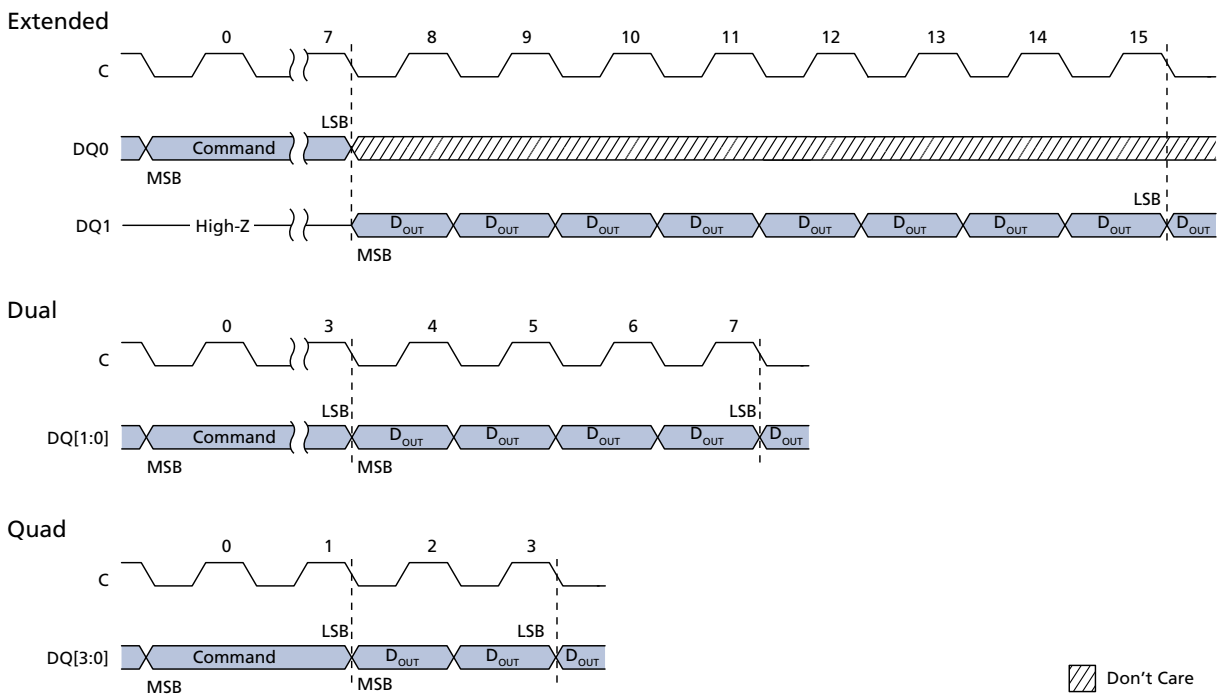 Extended
0 7 8 9 10 11 12 13 14 15
C
LSB
DQ0 Command
MSB
LSB
DQ1 High-Z DOUT DOUT DOUT DOUT DOUT DOUT DOUT DOUT DOUT
MSB
Dual
0 3 4 5 6 7
C
LSB LSB
DQ[1:0] Command DOUT DOUT DOUT DOUT DOUT
MSB MSB
Quad
0 1 2 3
C
LSB LSB
DQ[3:0] Command DOUT DOUT DOUT
MSB MSB
Don't Care